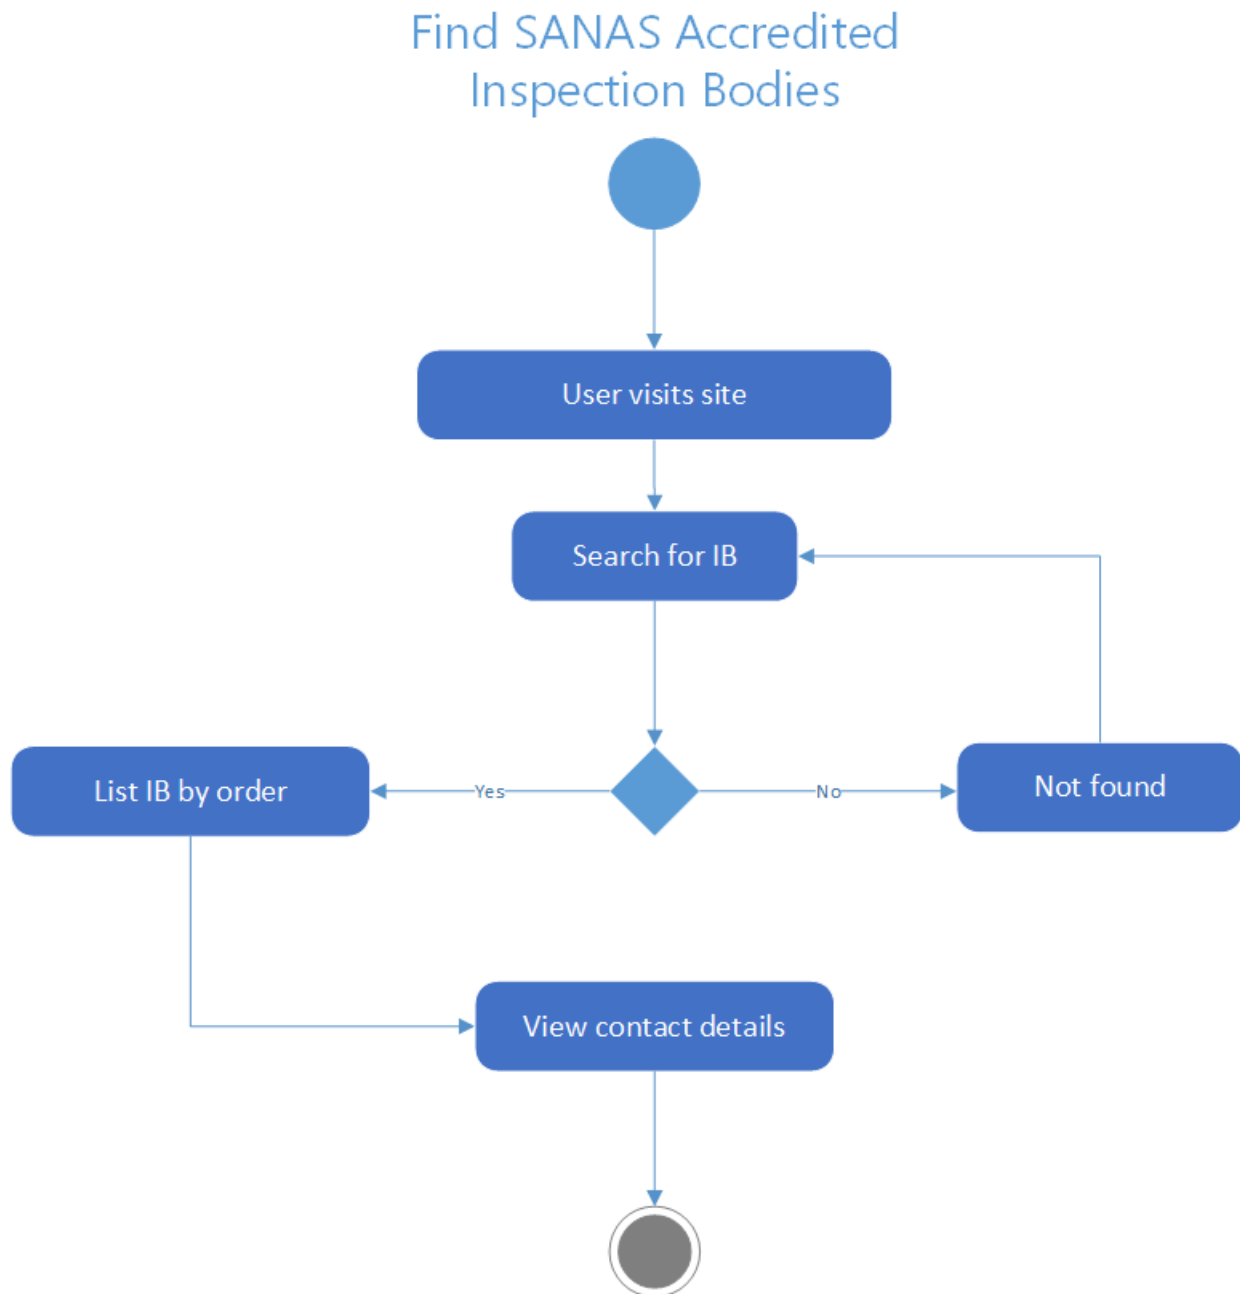 Find SANAS Accredited
Inspection Bodies
User visits site
Search for IB
List IB by order
Yes
No
Not found
View contact details